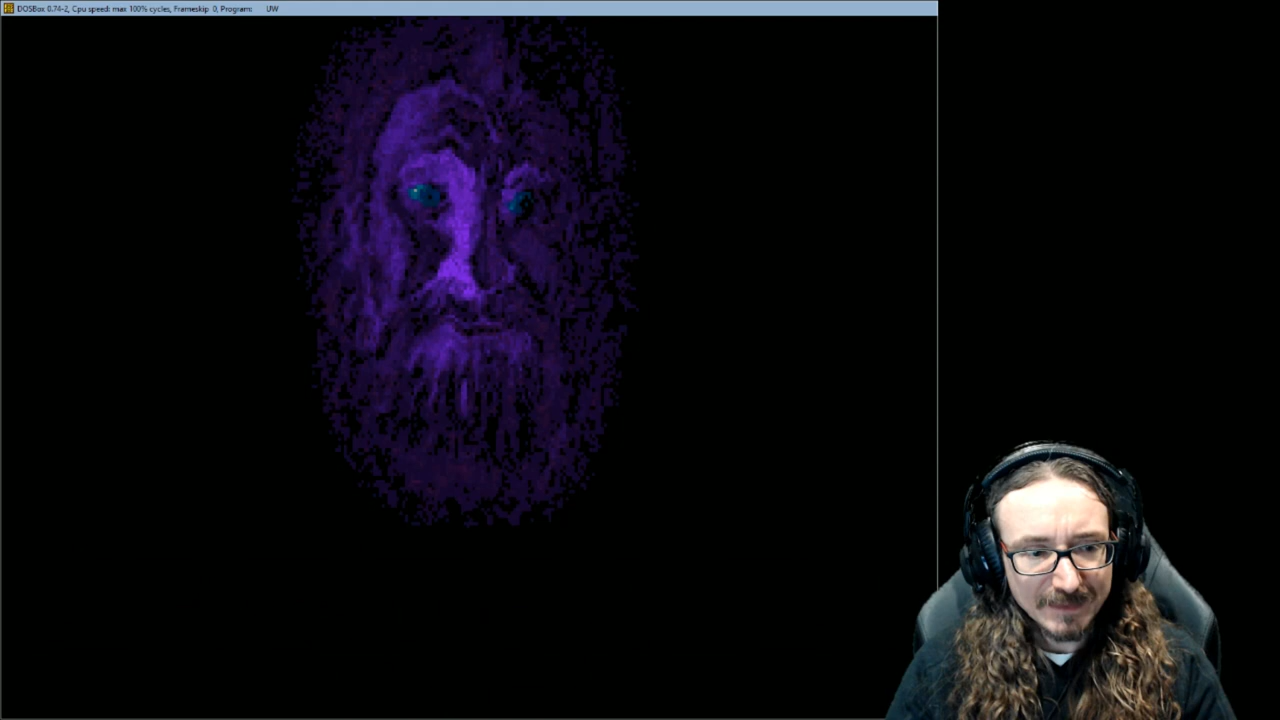 DOSBox 0.74-2, Cpu speed: max 100% cycles, Frameskip 0, Program: UW